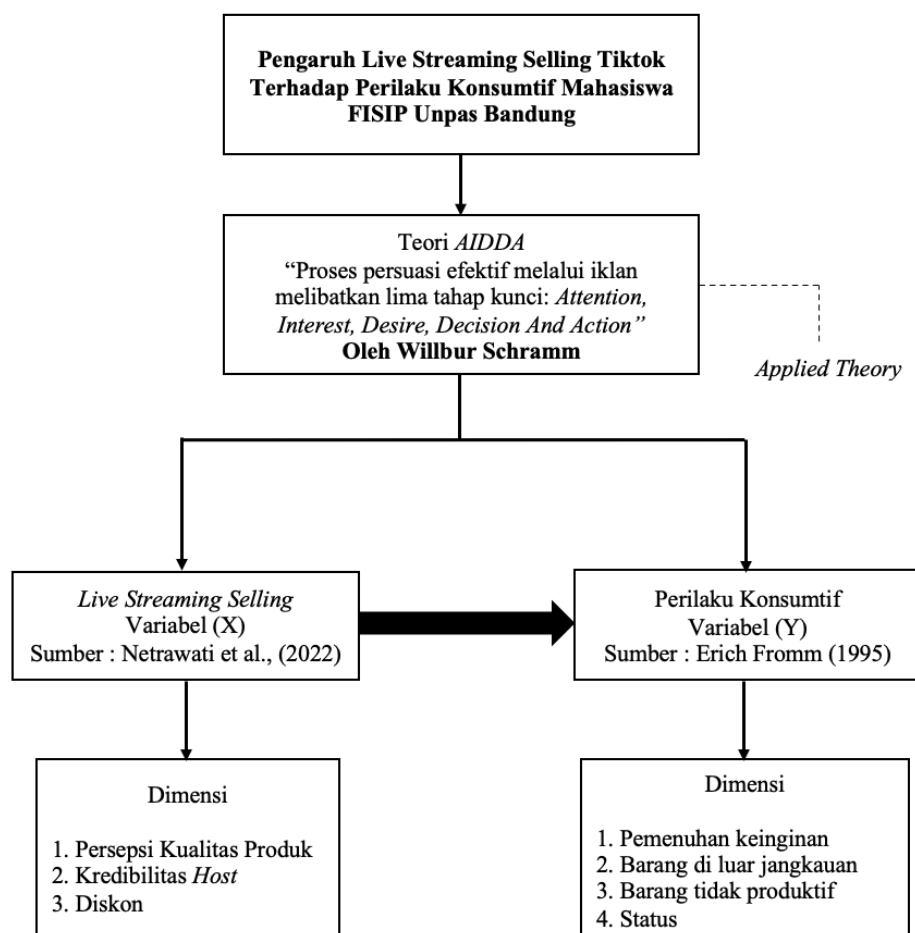 Pengaruh Live Streaming Selling Tiktok
Terhadap Perilaku Konsumtif Mahasiswa
FISIP Unpas Bandung
Teori AIDDA
“Proses persuasi efektif melalui iklan
melibatkan lima tahap kunci: Attention,
Interest, Desire, Decision And Action”
Oleh Willbur Schramm
Applied Theory
Live Streaming Selling
Variabel (X)
Sumber : Netrawati et al., (2022)
Perilaku Konsumtif
Variabel (Y)
Sumber : Erich Fromm (1995)
Dimensi
1. Persepsi Kualitas Produk
2. Kredibilitas Host
3. Diskon
Dimensi
1. Pemenuhan keinginan
2. Barang di luar jangkauan
3. Barang tidak produktif
4. Status